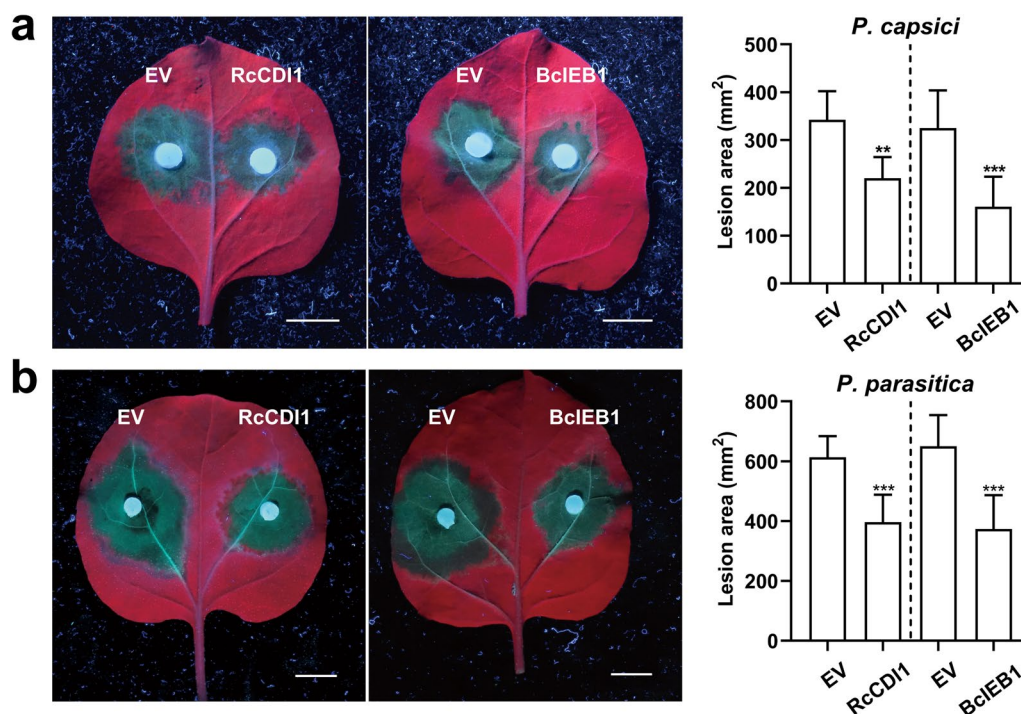 a
EV
RcCDI1
EV
BcIEB1
P. capsici
Lesion area (mm²)
500
400
300
200
100
0
**
***
EV
RcCDI1
EV
BcIEB1
b
EV
RcCDI1
EV
BcIEB1
P. parasitica
Lesion area (mm²)
800
600
400
200
0
***
***
EV
RcCDI1
EV
BcIEB1